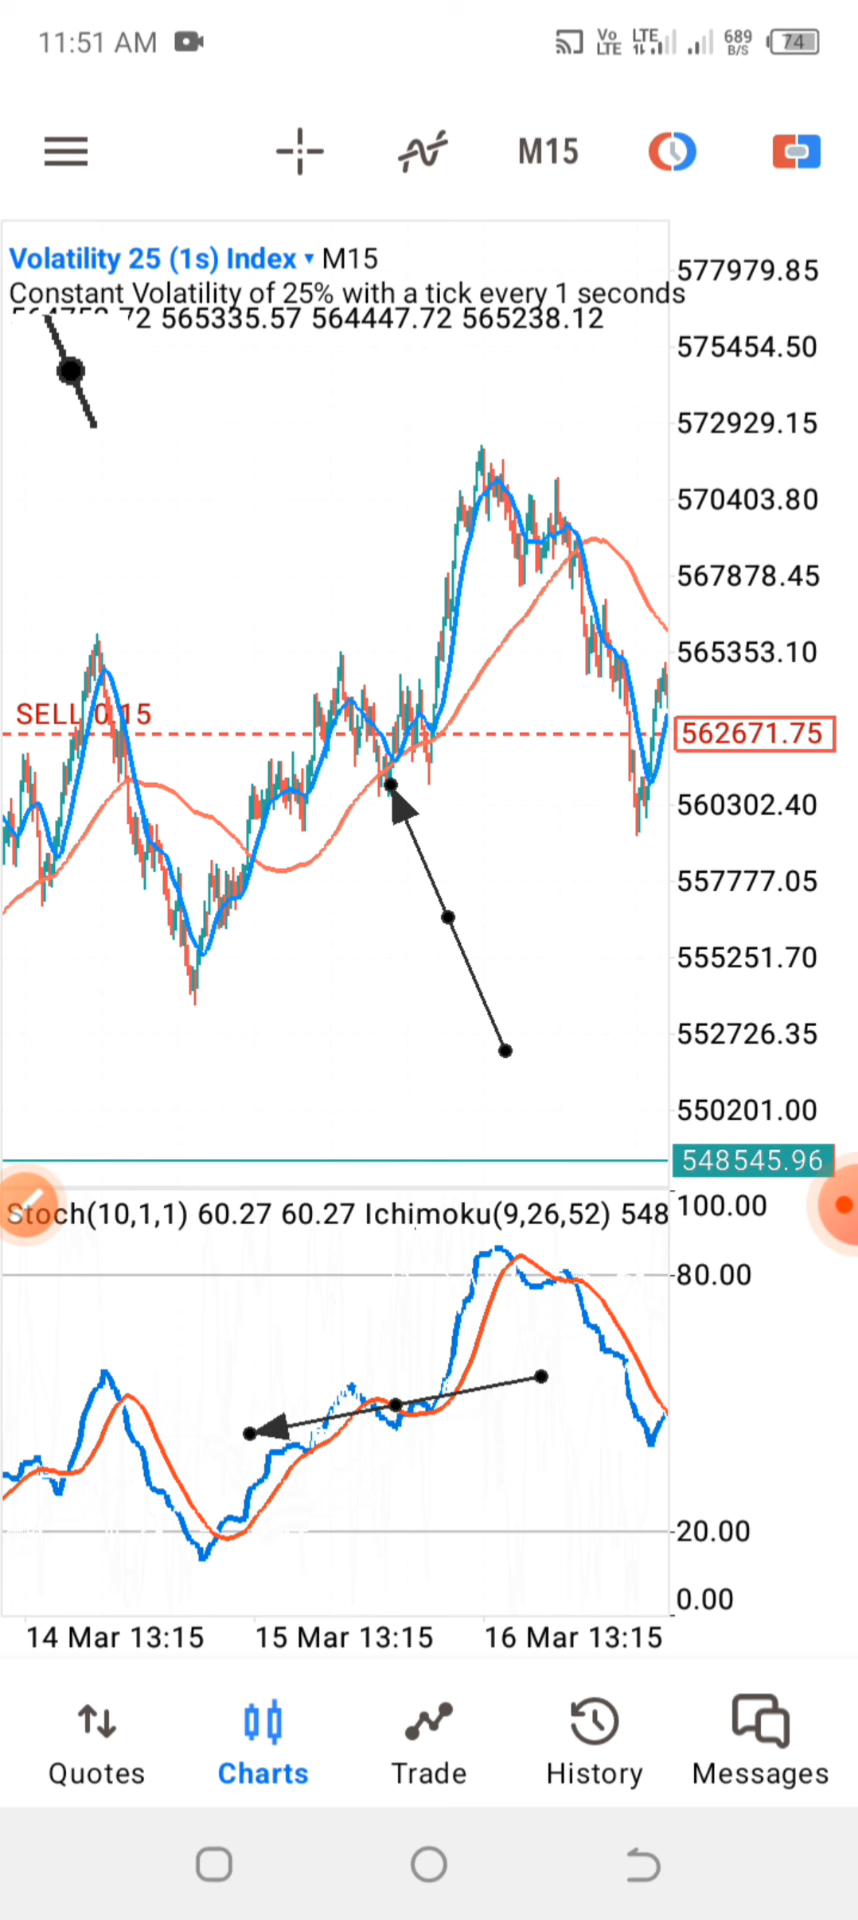 11:51 AM
Vo LTE LTE 689 B/S 74
M15
Volatility 25 (1s) Index ▾ M15
Constant Volatility of 25% with a tick every 1 seconds
72 565335.57 564447.72 565238.12
577979.85
575454.50
572929.15
570403.80
567878.45
565353.10
SELL 0.15
562671.75
560302.40
557777.05
555251.70
552726.35
550201.00
548545.96
Stoch(10,1,1) 60.27 60.27 Ichimoku(9,26,52) 548
100.00
80.00
20.00
0.00
14 Mar 13:15 15 Mar 13:15 16 Mar 13:15
Quotes Charts Trade History Messages